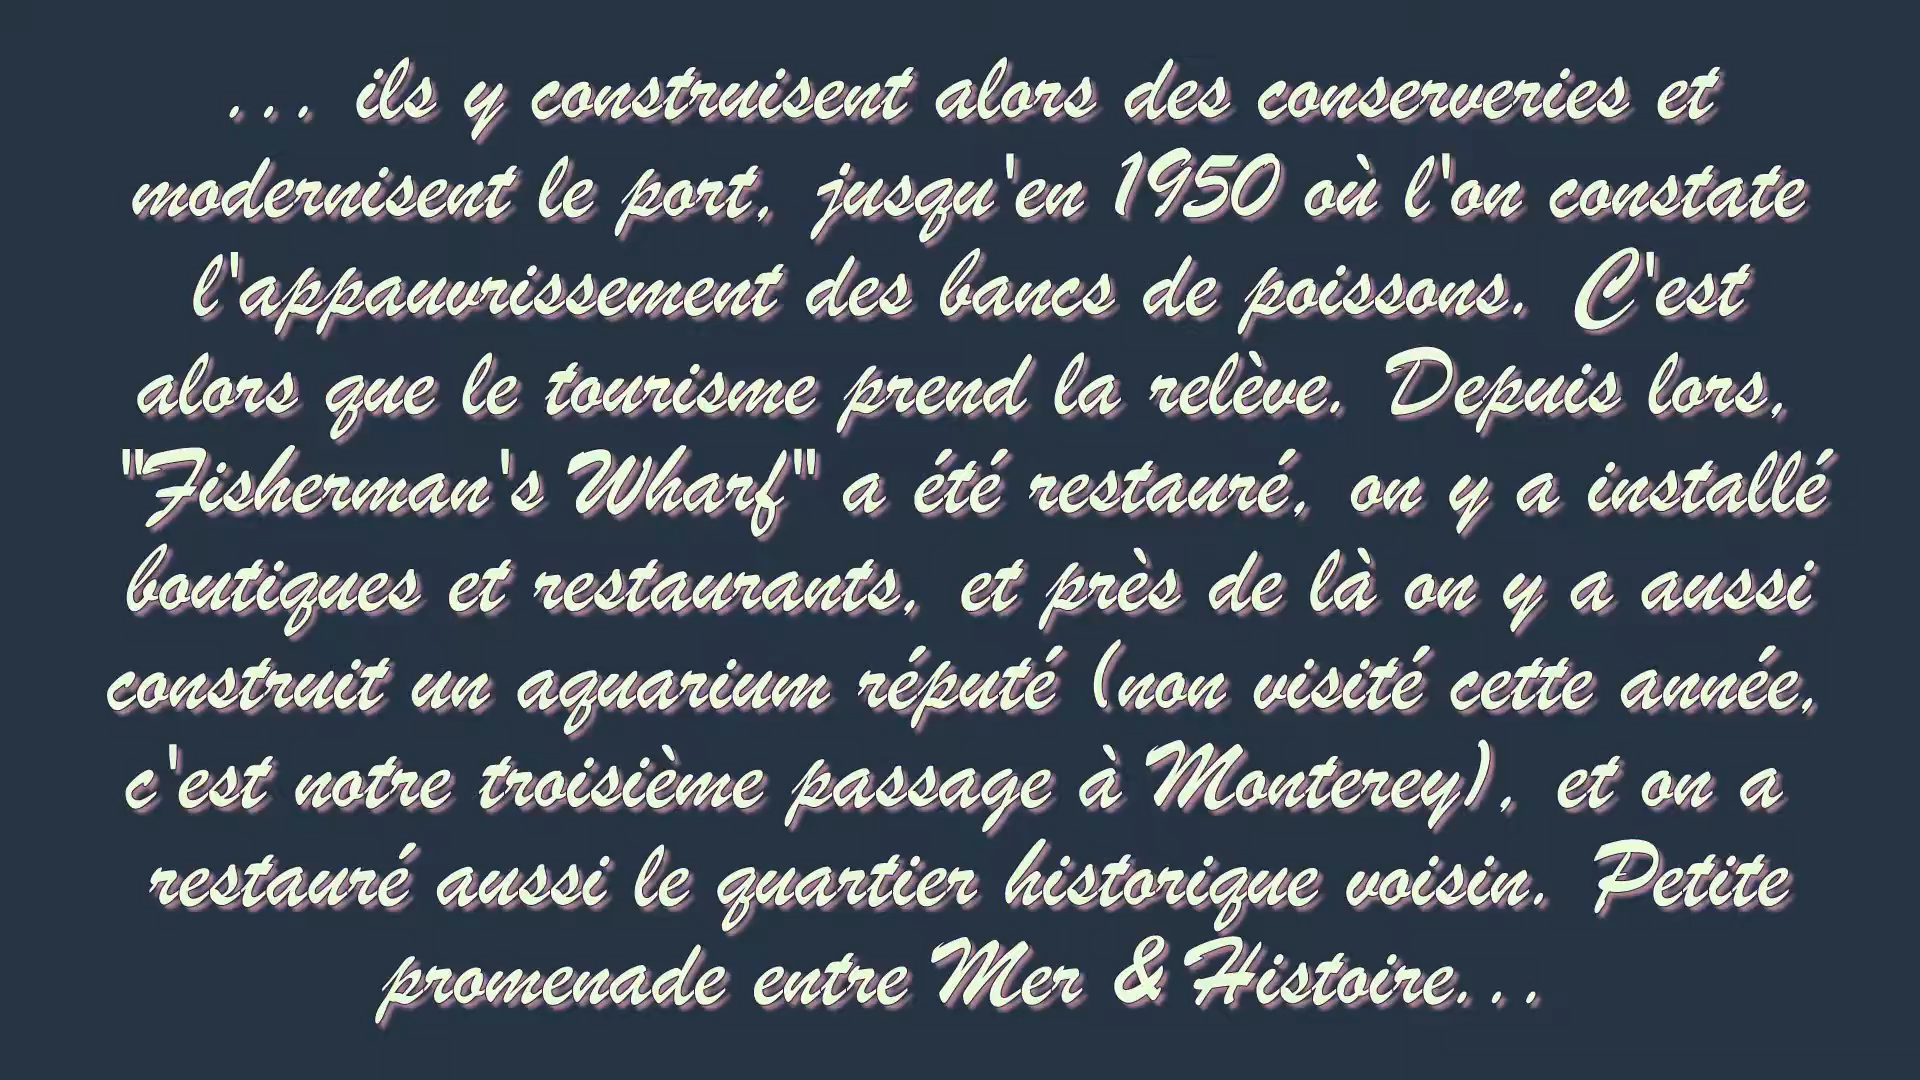 ... ils y construisent alors des conserveries et
modernisent le port, jusqu'en 1950 où l'on constate
l'appauvrissement des bancs de poissons. C'est
alors que le tourisme prend la relève. Depuis lors,
"Fisherman's Wharf" a été restauré, on y a installé
boutiques et restaurants, et près de là on y a aussi
construit un aquarium réputé (non visité cette année,
c'est notre troisième passage à Monterey), et on a
restauré aussi le quartier historique voisin. Petite
promenade entre Mer & Histoire...